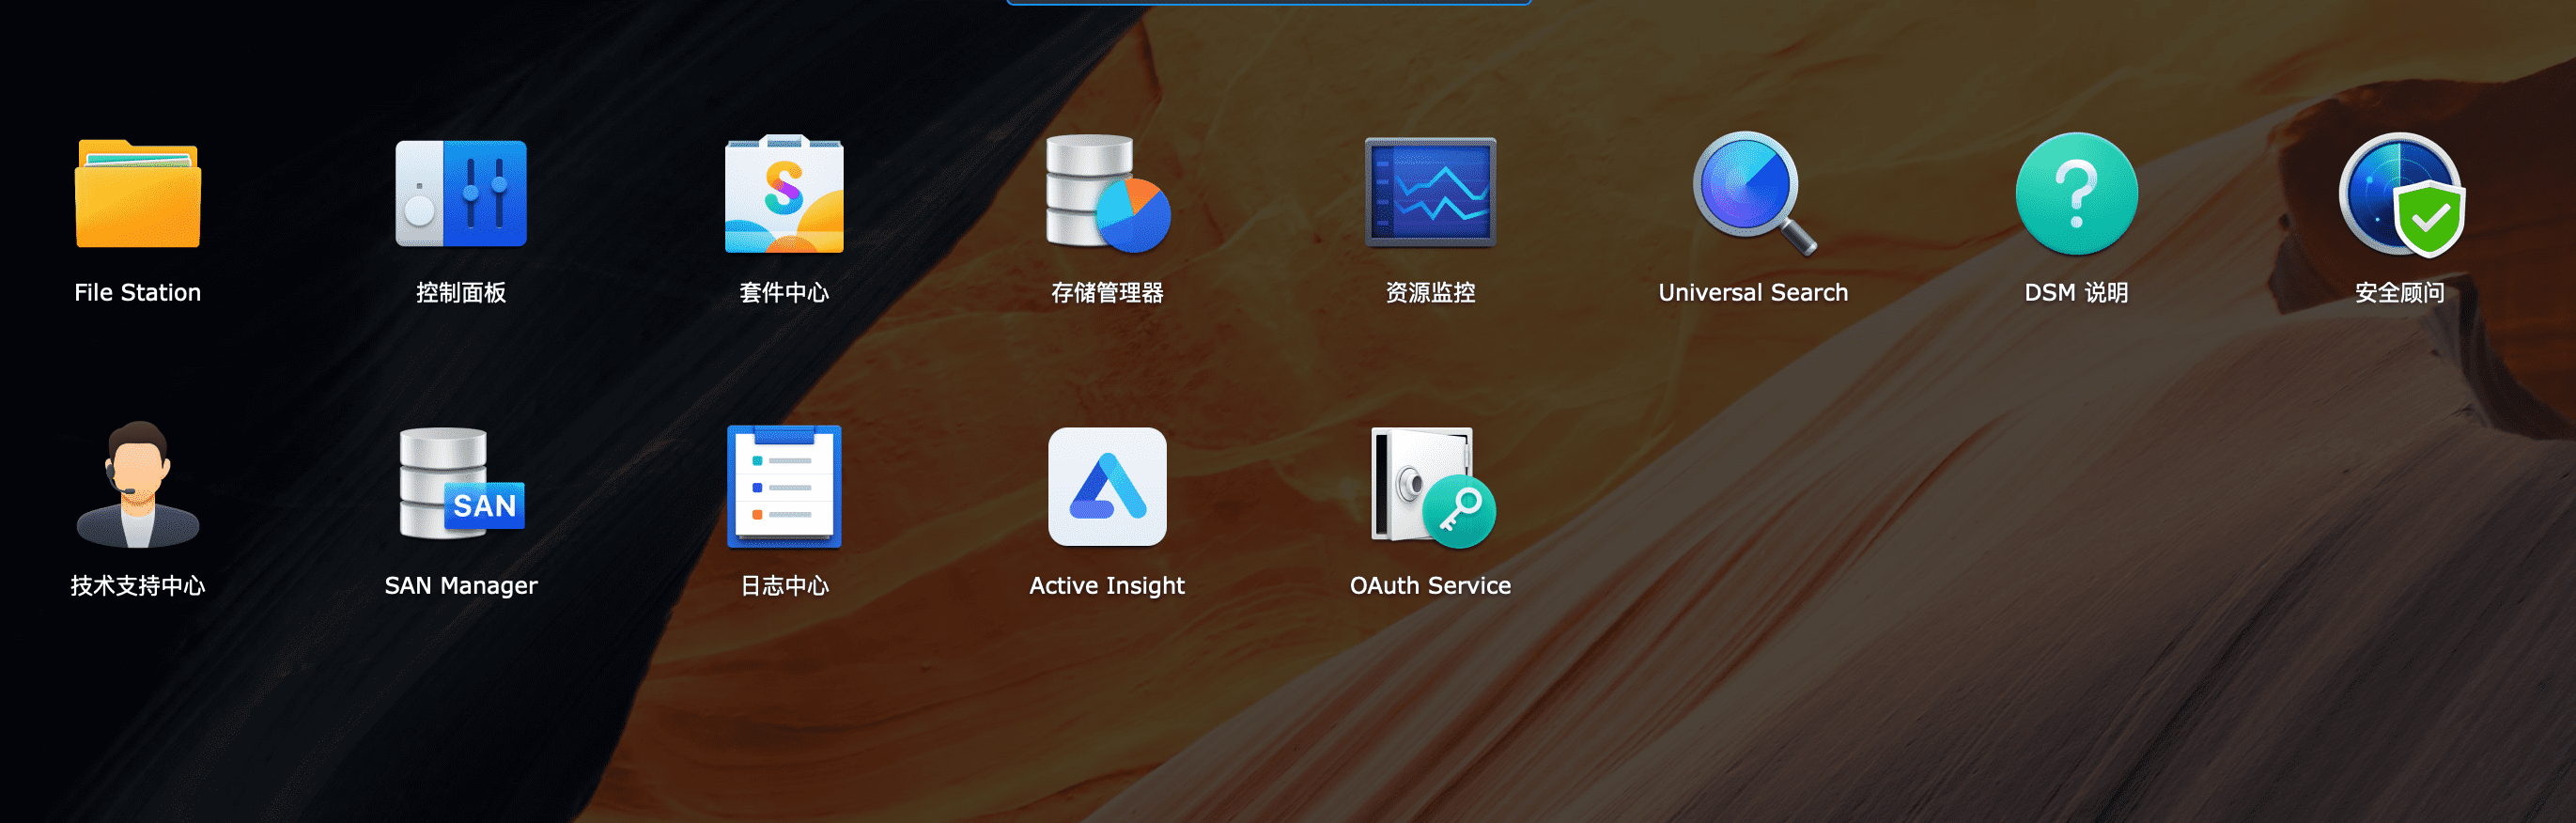 File Station
控制面板
套件中心
存储管理器
资源监控
Universal Search
DSM 说明
安全顾问
SAN
技术支持中心
SAN Manager
日志中心
Active Insight
OAuth Service